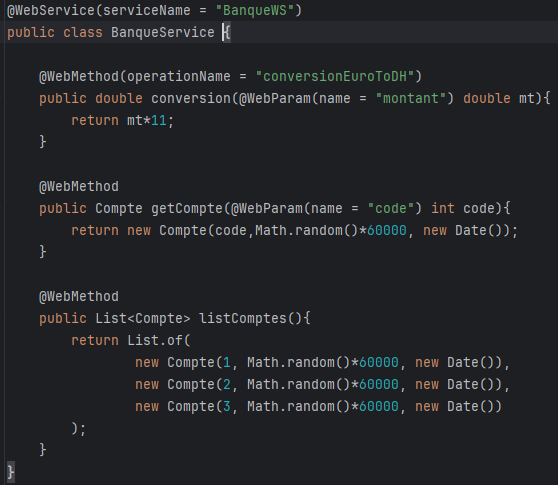 @WebService(serviceName = "BanqueWS")
public class BanqueService {
@WebMethod(operationName = "conversionEuroToDH")
public double conversion(@WebParam(name = "montant") double mt){
return mt*11;
}
@WebMethod
public Compte getCompte(@WebParam(name = "code") int code){
return new Compte(code,Math.random()*60000, new Date());
}
@WebMethod
public List<Compte> listComptes(){
return List.of(
new Compte(1, Math.random()*60000, new Date()),
new Compte(2, Math.random()*60000, new Date()),
new Compte(3, Math.random()*60000, new Date())
);
}
}